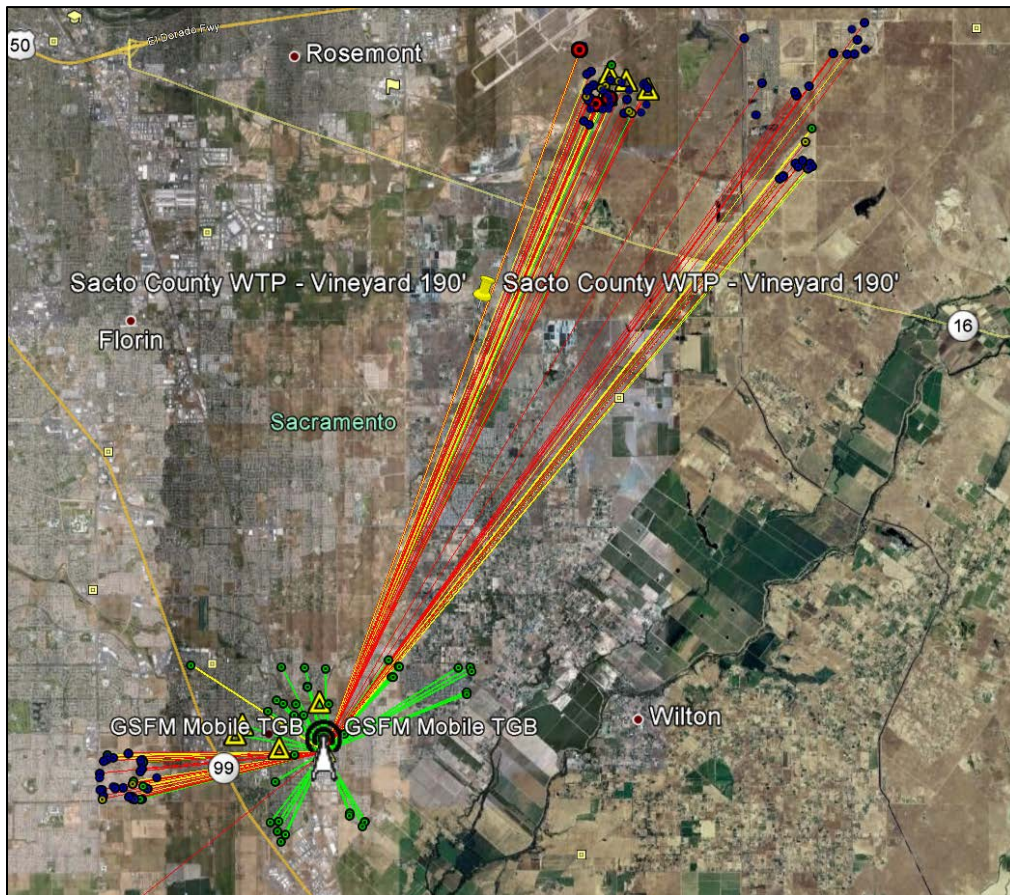 50
El Dorado Fwy
Rosemont
Sacto County WTP - Vineyard 190'
Sacto County WTP - Vineyard 190'
16
Florin
Sacramento
GSFM Mobile TGB
GSFM Mobile TGB
Wilton
99